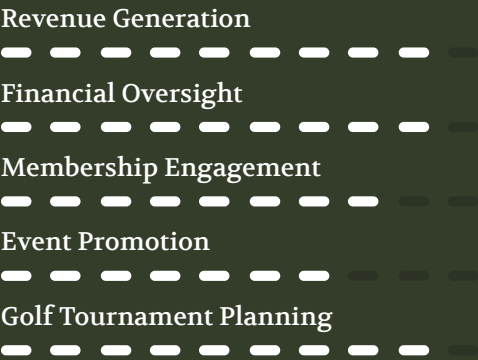 Revenue Generation
Financial Oversight
Membership Engagement
Event Promotion
Golf Tournament Planning